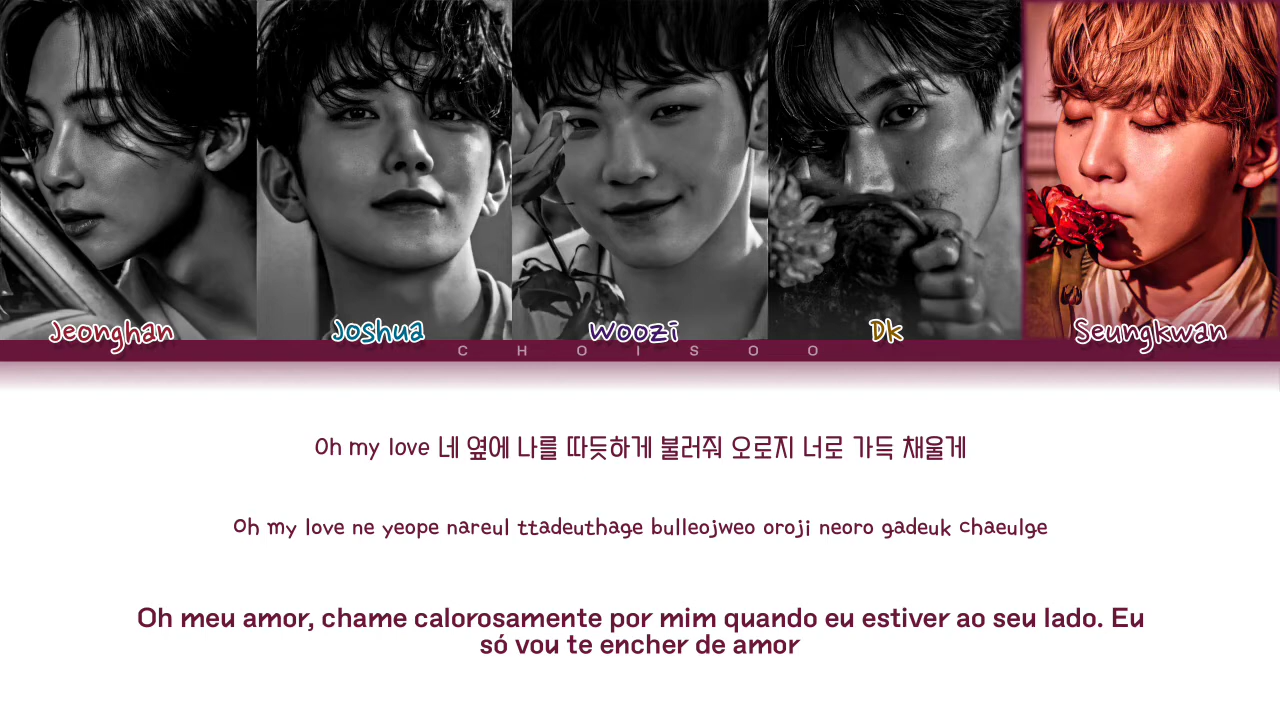 Jeonghan
Joshua
Woozi
Dk
Seungkwan
CHOISOO
Oh my love 네 옆에 나를 따듯하게 불러줘 오로지 너로 가득 채울게
Oh my love ne yeope nareul ttadeuthage bulleojweo oroji neoro gadeuk chaeulge
Oh meu amor, chame calorosamente por mim quando eu estiver ao seu lado. Eu
só vou te encher de amor